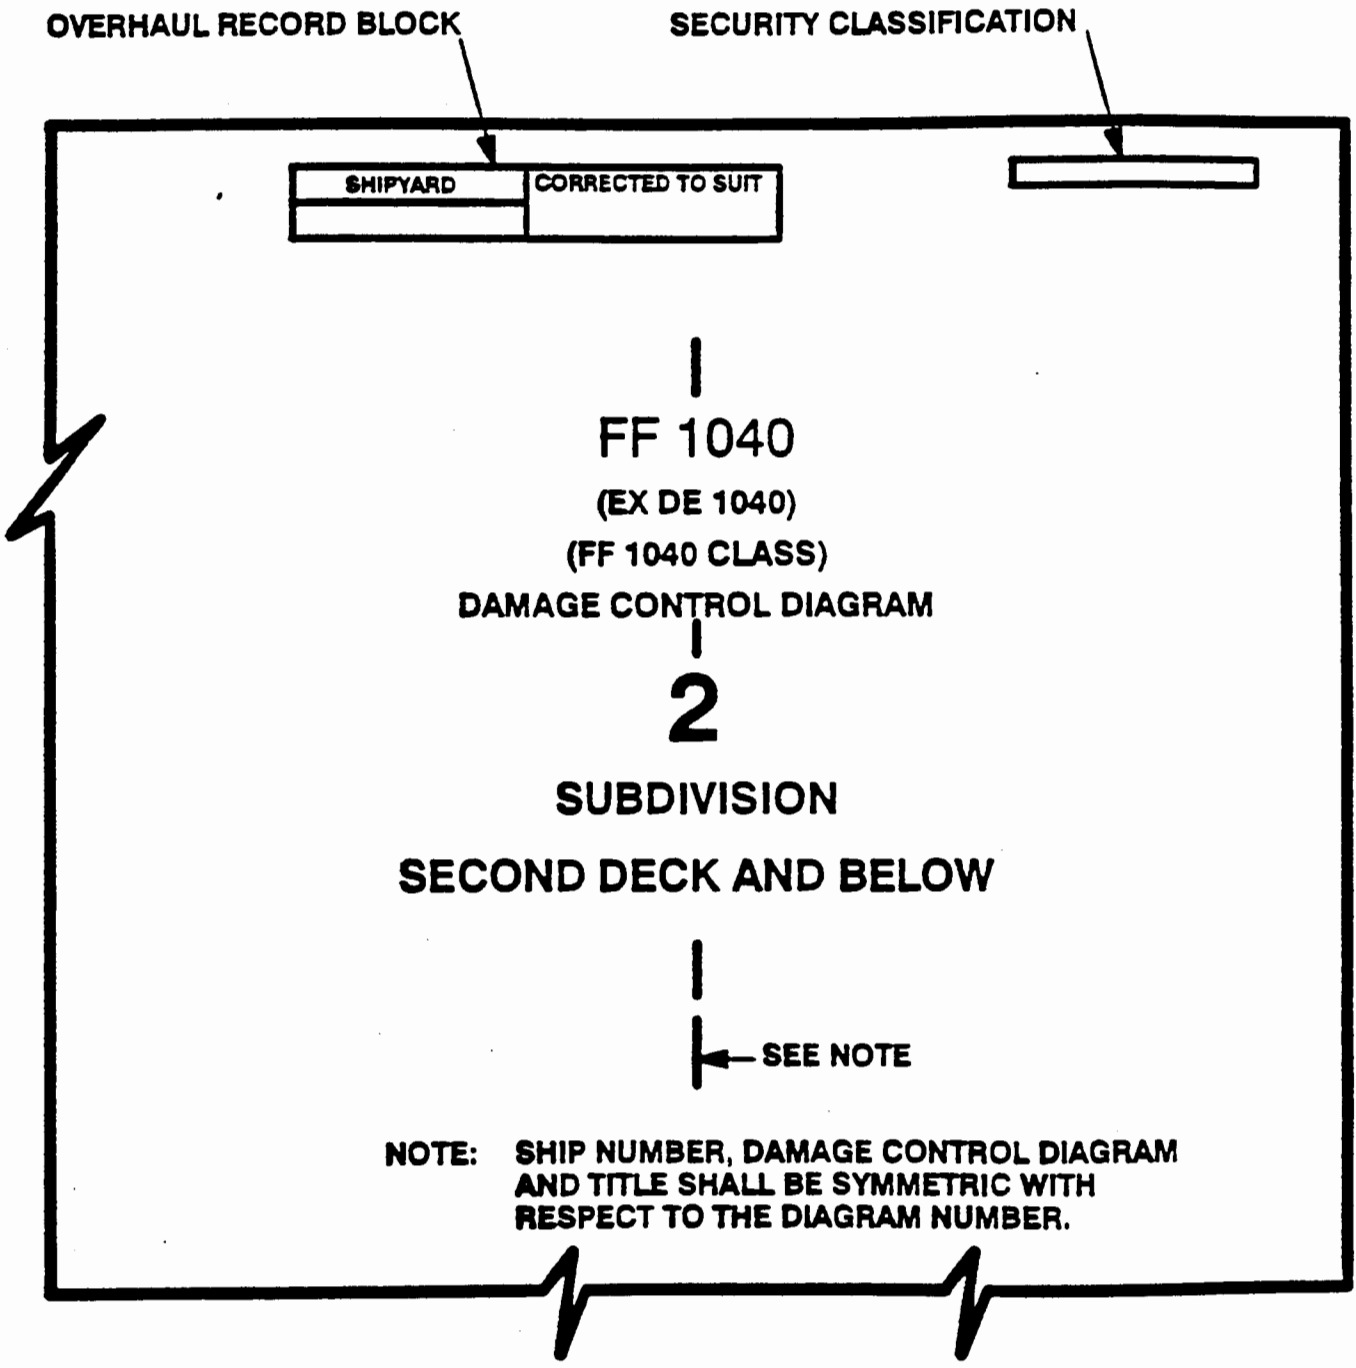 OVERHAUL RECORD BLOCK
SECURITY CLASSIFICATION
SHIPYARD
CORRECTED TO SUIT
FF 1040
(EX DE 1040)
(FF 1040 CLASS)
DAMAGE CONTROL DIAGRAM
2
SUBDIVISION
SECOND DECK AND BELOW
SEE NOTE
NOTE: SHIP NUMBER, DAMAGE CONTROL DIAGRAM
AND TITLE SHALL BE SYMMETRIC WITH
RESPECT TO THE DIAGRAM NUMBER.